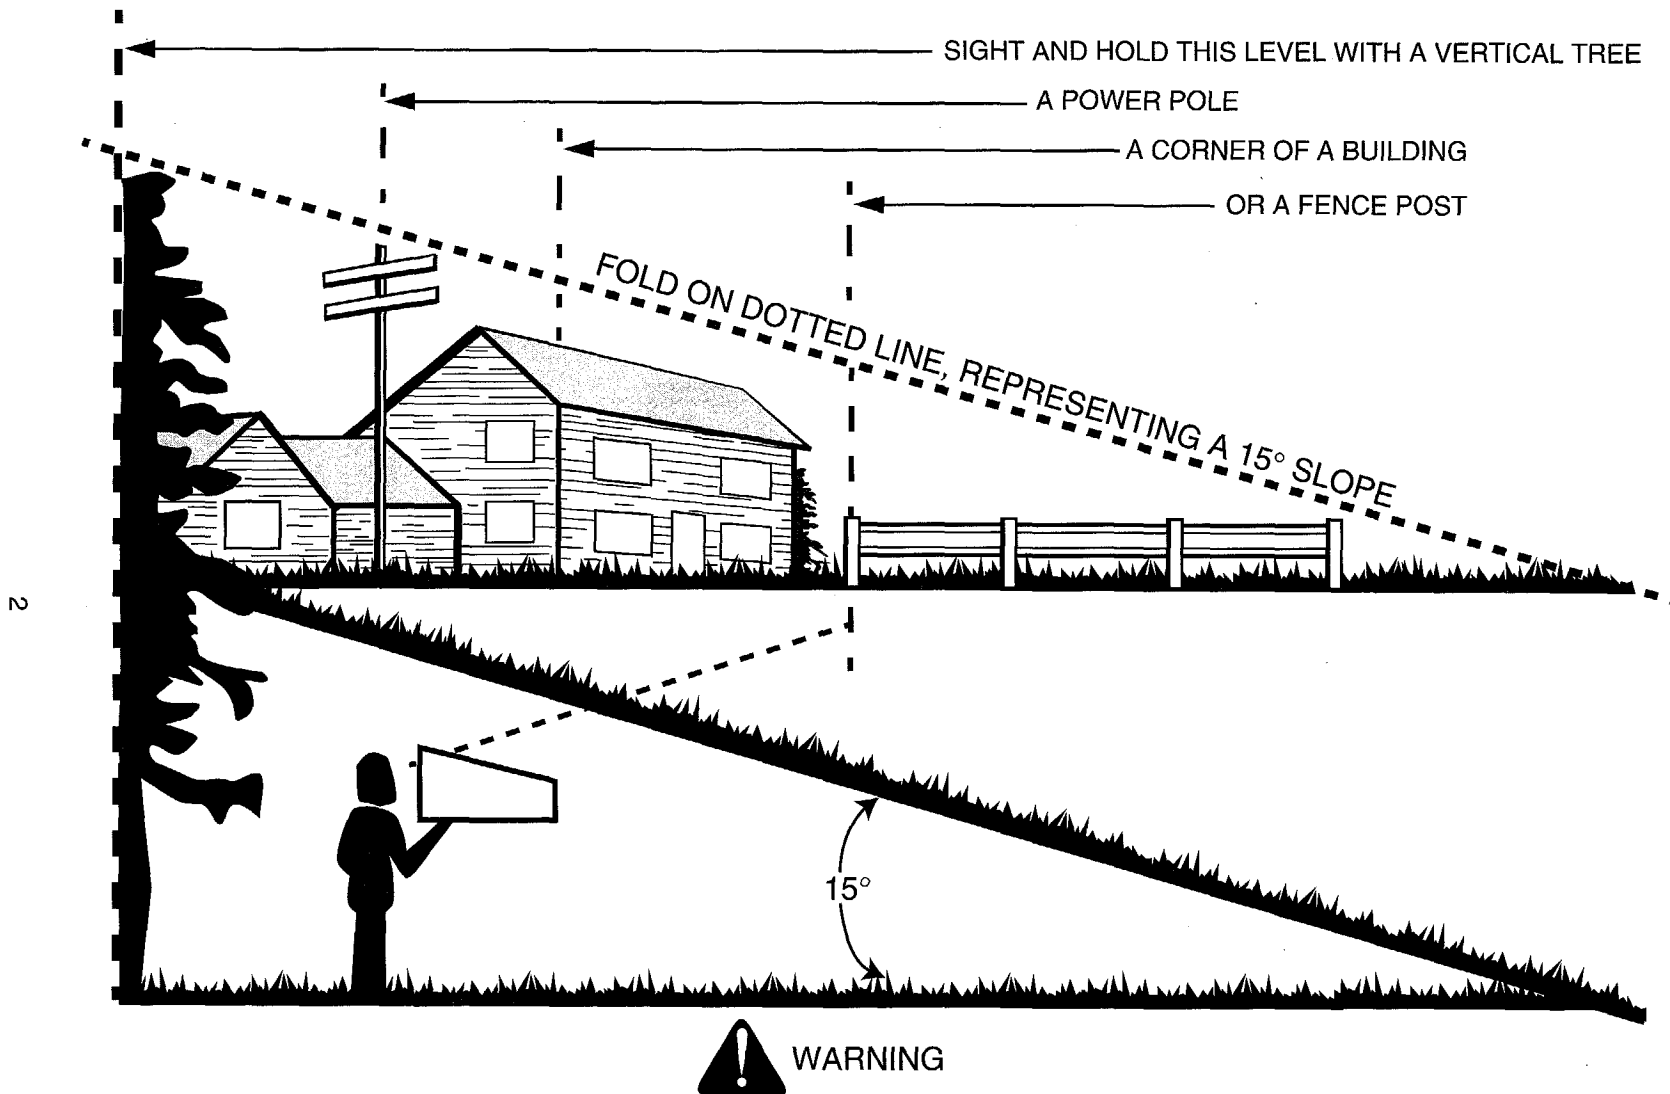 SIGHT AND HOLD THIS LEVEL WITH A VERTICAL TREE
A POWER POLE
A CORNER OF A BUILDING
OR A FENCE POST
FOLD ON DOTTED LINE, REPRESENTING A 15° SLOPE
2
15°
WARNING